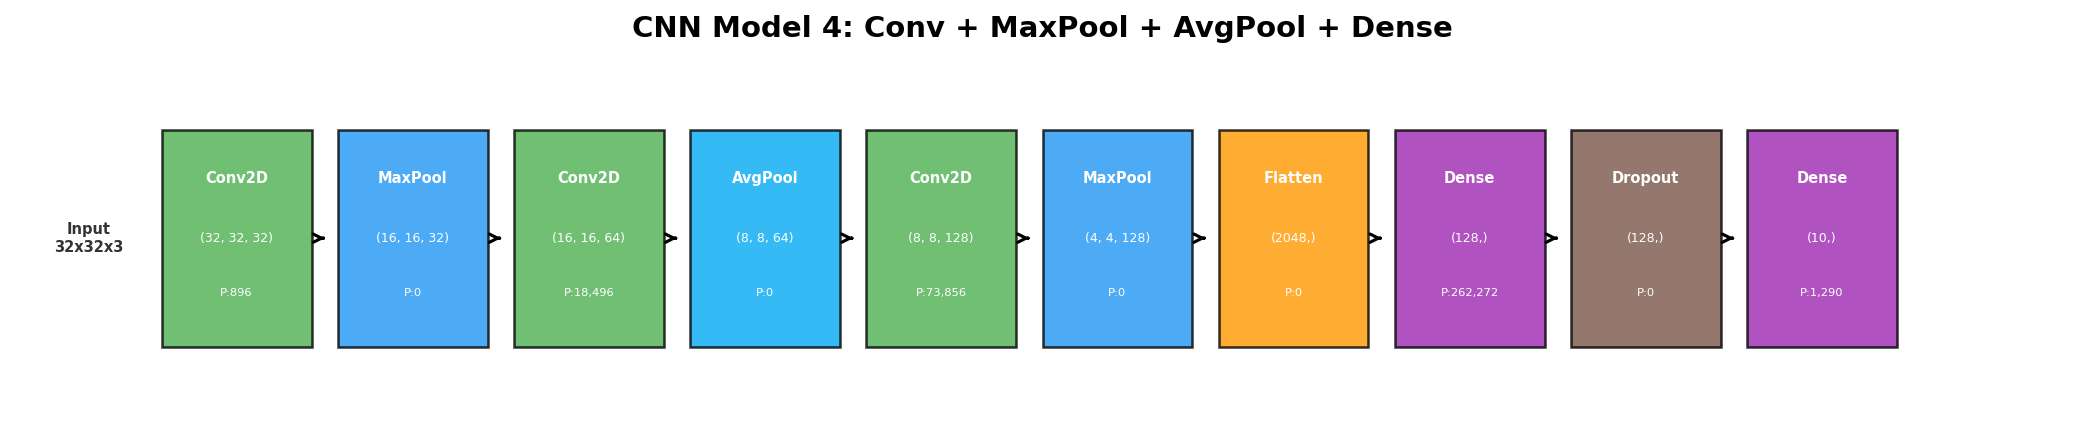 CNN Model 4: Conv + MaxPool + AvgPool + Dense
Input
32x32x3
Conv2D
(32, 32, 32)
P:896
MaxPool
(16, 16, 32)
P:0
Conv2D
(16, 16, 64)
P:18,496
AvgPool
(8, 8, 64)
P:0
Conv2D
(8, 8, 128)
P:73,856
MaxPool
(4, 4, 128)
P:0
Flatten
(2048,)
P:0
Dense
(128,)
P:262,272
Dropout
(128,)
P:0
Dense
(10,)
P:1,290